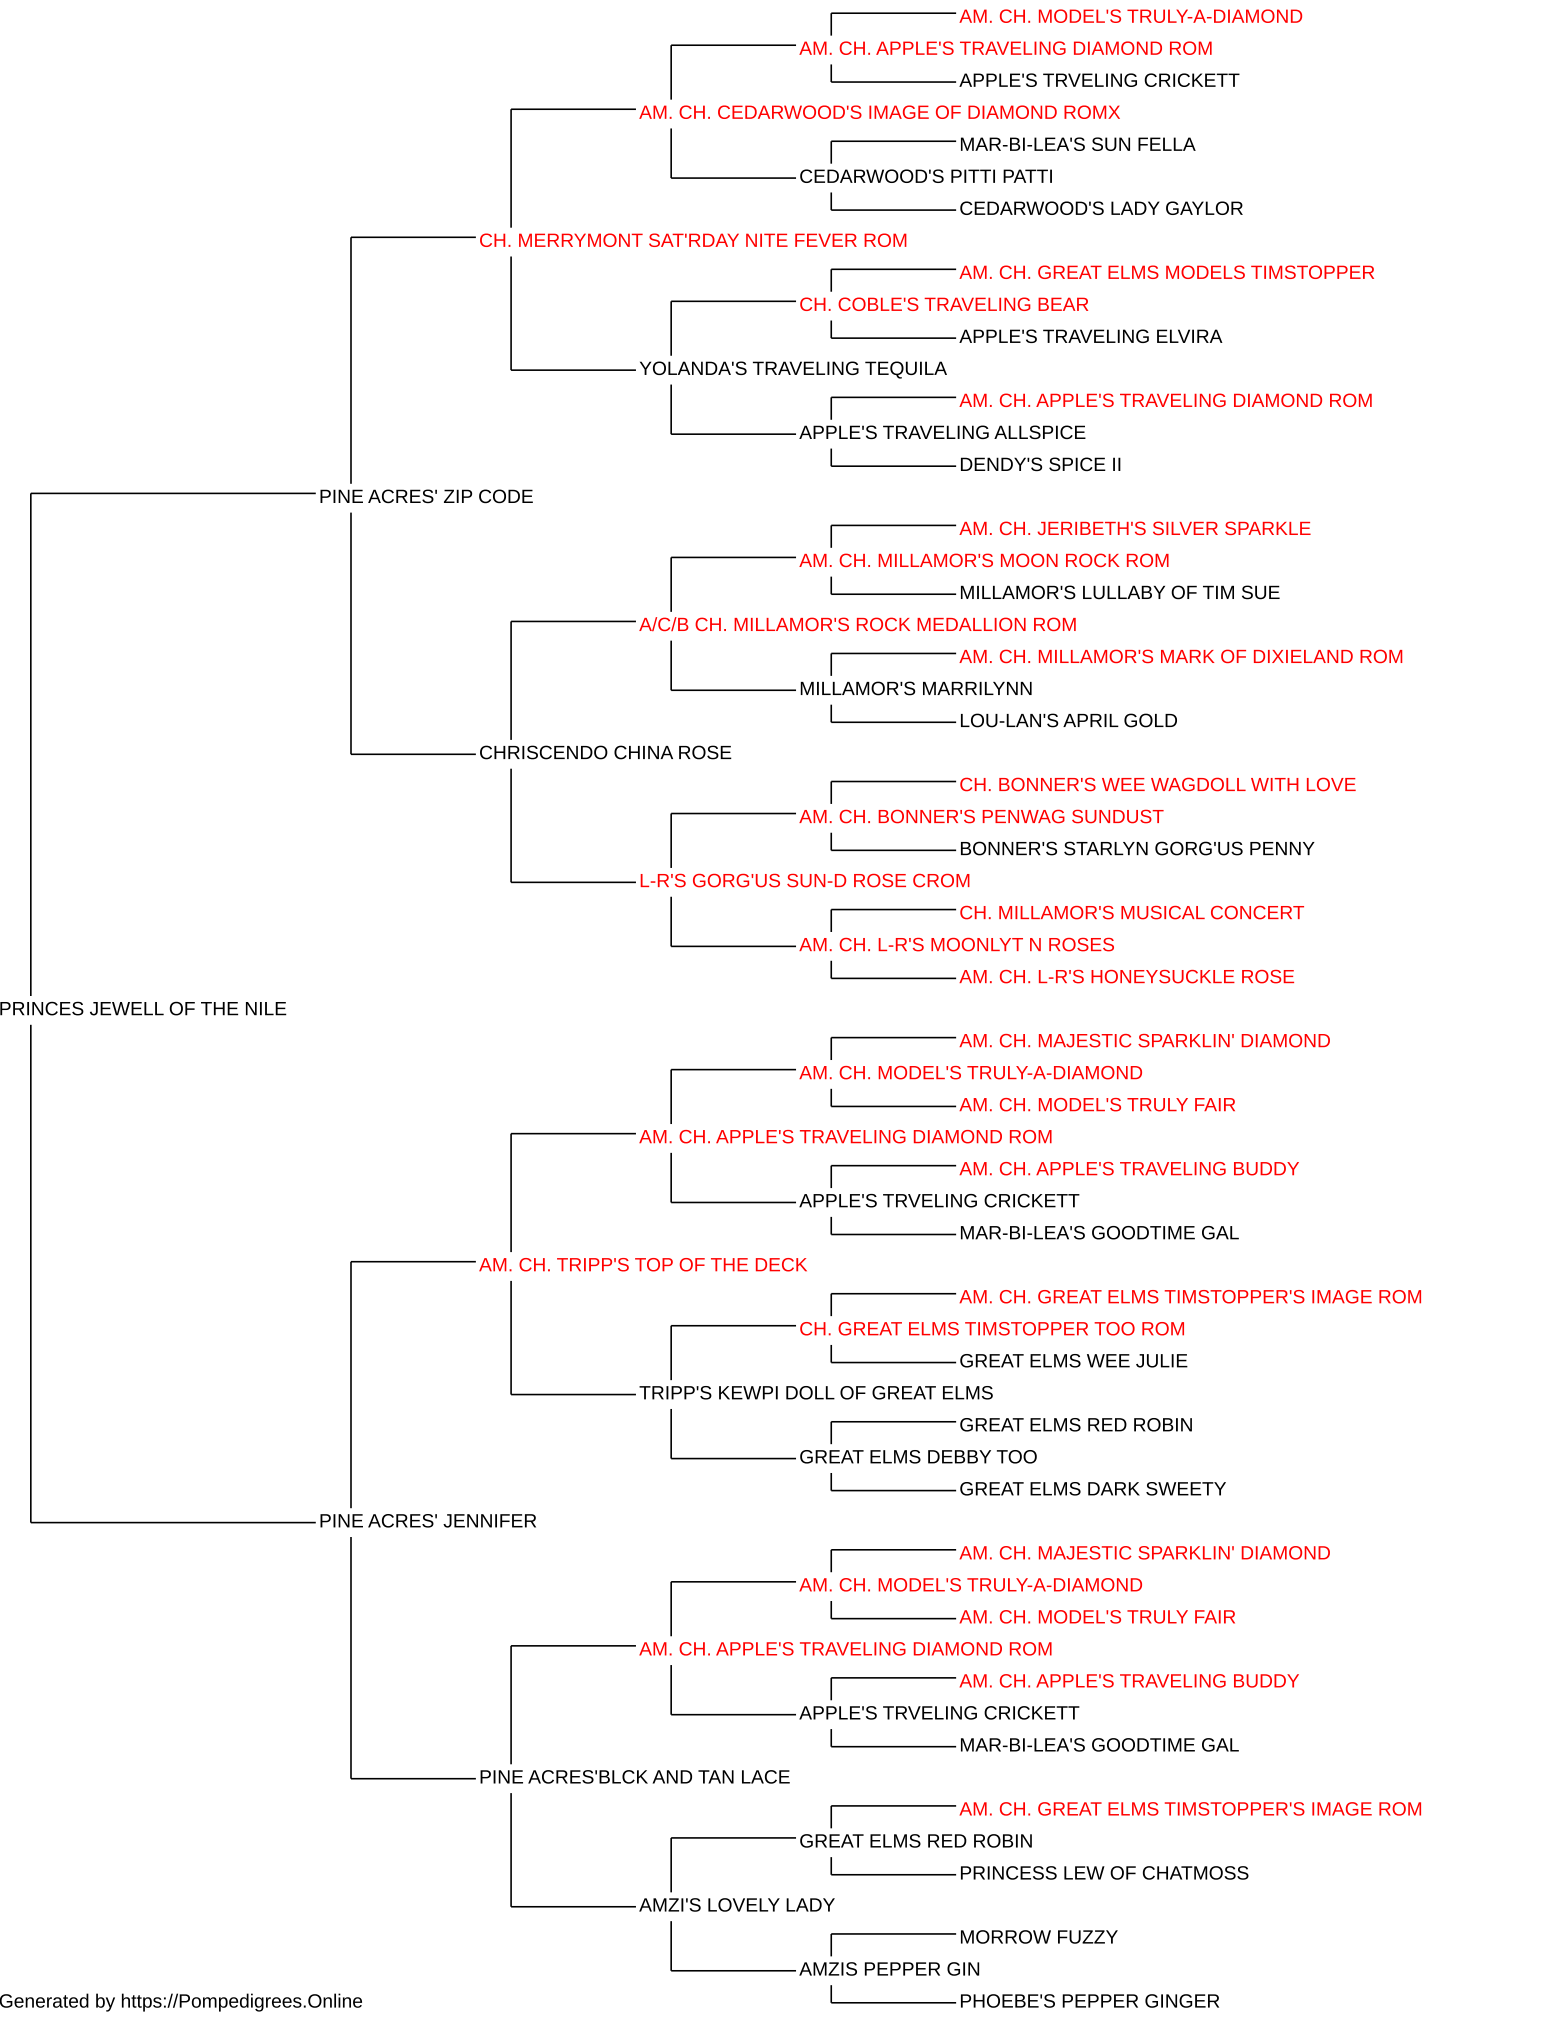 AM. CH. MODEL'S TRULY-A-DIAMOND
AM. CH. APPLE'S TRAVELING DIAMOND ROM
APPLE'S TRVELING CRICKETT
AM. CH. CEDARWOOD'S IMAGE OF DIAMOND ROMX
MAR-BI-LEA'S SUN FELLA
CEDARWOOD'S PITTI PATTI
CEDARWOOD'S LADY GAYLOR
CH. MERRYMONT SAT'RDAY NITE FEVER ROM
AM. CH. GREAT ELMS MODELS TIMSTOPPER
CH. COBLE'S TRAVELING BEAR
APPLE'S TRAVELING ELVIRA
YOLANDA'S TRAVELING TEQUILA
AM. CH. APPLE'S TRAVELING DIAMOND ROM
APPLE'S TRAVELING ALLSPICE
DENDY'S SPICE II
PINE ACRES' ZIP CODE
AM. CH. JERIBETH'S SILVER SPARKLE
AM. CH. MILLAMOR'S MOON ROCK ROM
MILLAMOR'S LULLABY OF TIM SUE
A/C/B CH. MILLAMOR'S ROCK MEDALLION ROM
AM. CH. MILLAMOR'S MARK OF DIXIELAND ROM
MILLAMOR'S MARRILYNN
LOU-LAN'S APRIL GOLD
CHRISCENDO CHINA ROSE
CH. BONNER'S WEE WAGDOLL WITH LOVE
AM. CH. BONNER'S PENWAG SUNDUST
BONNER'S STARLYN GORG'US PENNY
L-R'S GORG'US SUN-D ROSE CROM
CH. MILLAMOR'S MUSICAL CONCERT
AM. CH. L-R'S MOONLYT N ROSES
AM. CH. L-R'S HONEYSUCKLE ROSE
PRINCES JEWELL OF THE NILE
AM. CH. MAJESTIC SPARKLIN' DIAMOND
AM. CH. MODEL'S TRULY-A-DIAMOND
AM. CH. MODEL'S TRULY FAIR
AM. CH. APPLE'S TRAVELING DIAMOND ROM
AM. CH. APPLE'S TRAVELING BUDDY
APPLE'S TRVELING CRICKETT
MAR-BI-LEA'S GOODTIME GAL
AM. CH. TRIPP'S TOP OF THE DECK
AM. CH. GREAT ELMS TIMSTOPPER'S IMAGE ROM
CH. GREAT ELMS TIMSTOPPER TOO ROM
GREAT ELMS WEE JULIE
TRIPP'S KEWPI DOLL OF GREAT ELMS
GREAT ELMS RED ROBIN
GREAT ELMS DEBBY TOO
GREAT ELMS DARK SWEETY
PINE ACRES' JENNIFER
AM. CH. MAJESTIC SPARKLIN' DIAMOND
AM. CH. MODEL'S TRULY-A-DIAMOND
AM. CH. MODEL'S TRULY FAIR
AM. CH. APPLE'S TRAVELING DIAMOND ROM
AM. CH. APPLE'S TRAVELING BUDDY
APPLE'S TRVELING CRICKETT
MAR-BI-LEA'S GOODTIME GAL
PINE ACRES'BLCK AND TAN LACE
AM. CH. GREAT ELMS TIMSTOPPER'S IMAGE ROM
GREAT ELMS RED ROBIN
PRINCESS LEW OF CHATMOSS
AMZI'S LOVELY LADY
MORROW FUZZY
AMZIS PEPPER GIN
PHOEBE'S PEPPER GINGER
Generated by https://Pompedigrees.Online